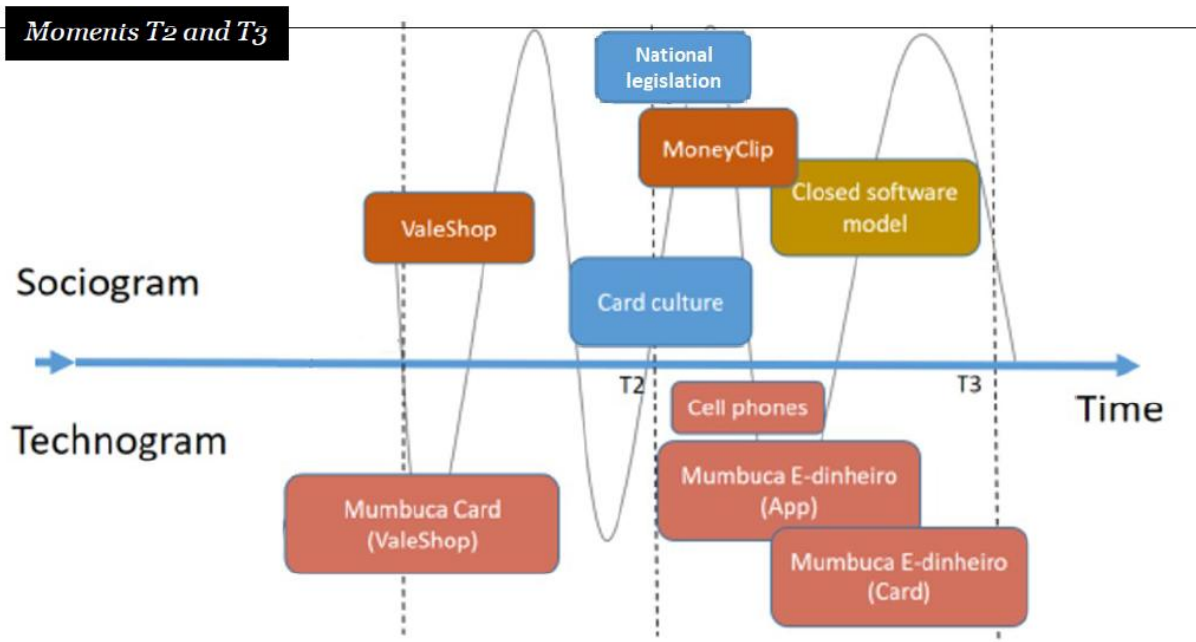 Moments T2 and T3
National
legislation
MoneyClip
Closed software
model
ValeShop
Card culture
Sociogram
T2
T3
Time
Technogram
Cell phones
Mumbuca E-dinheiro
(App)
Mumbuca Card
(ValeShop)
Mumbuca E-dinheiro
(Card)